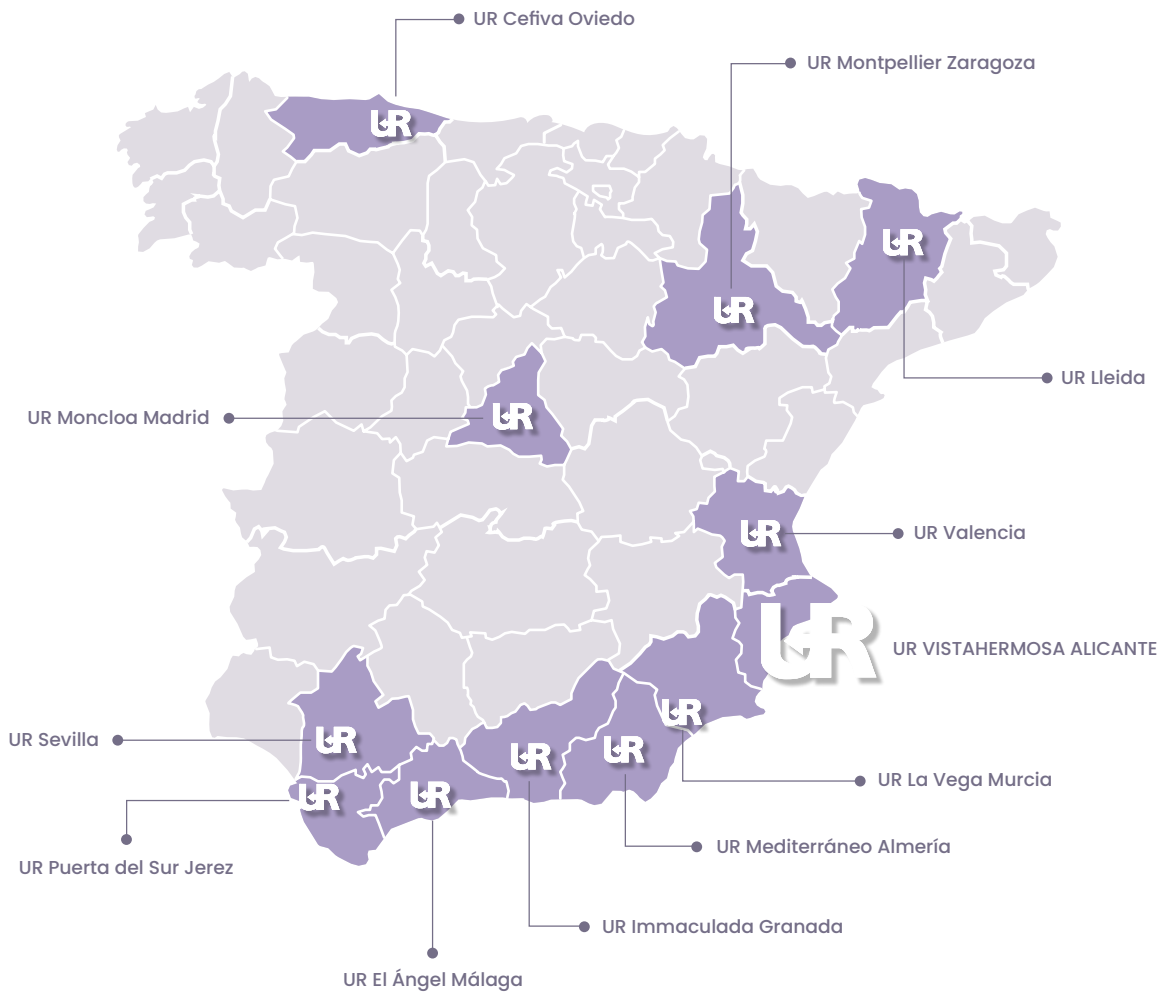 UR Cefiva Oviedo
UR Montpellier Zaragoza
UR
UR
UR
UR Lleida
UR Moncloa Madrid
UR
UR
UR Valencia
UR
UR VISTAHERMOSA ALICANTE
UR
UR Sevilla
UR
UR
UR
UR La Vega Murcia
UR
UR
UR Mediterráneo Almería
UR Puerta del Sur Jerez
UR Immaculada Granada
UR El Ángel Málaga